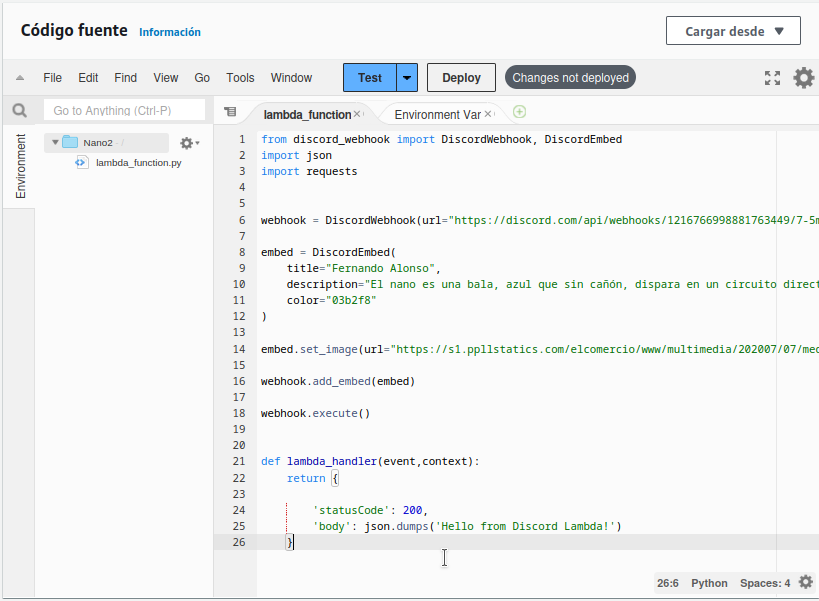 Código fuente Información
Cargar desde
File Edit Find View Go Tools Window Test Deploy Changes not deployed
Go to Anything (Ctrl-P)
lambda_function Environment Var
Environment
Nano2 - /
lambda_function.py
1 from discord_webhook import DiscordWebhook, DiscordEmbed
2 import json
3 import requests
4
5
6 webhook = DiscordWebhook(url="https://discord.com/api/webhooks/1216766998881763449/7-5m
7
8 embed = DiscordEmbed(
9 title="Fernando Alonso",
10 description="El nano es una bala, azul que sin cañón, dispara en un circuito direct
11 color="03b2f8"
12 )
13
14 embed.set_image(url="https://s1.ppllstatics.com/elcomercio/www/multimedia/202007/07/med
15
16 webhook.add_embed(embed)
17
18 webhook.execute()
19
20
21 def lambda_handler(event,context):
22 return {
23
24 'statusCode': 200,
25 'body': json.dumps('Hello from Discord Lambda!')
26 }
26:6 Python Spaces: 4